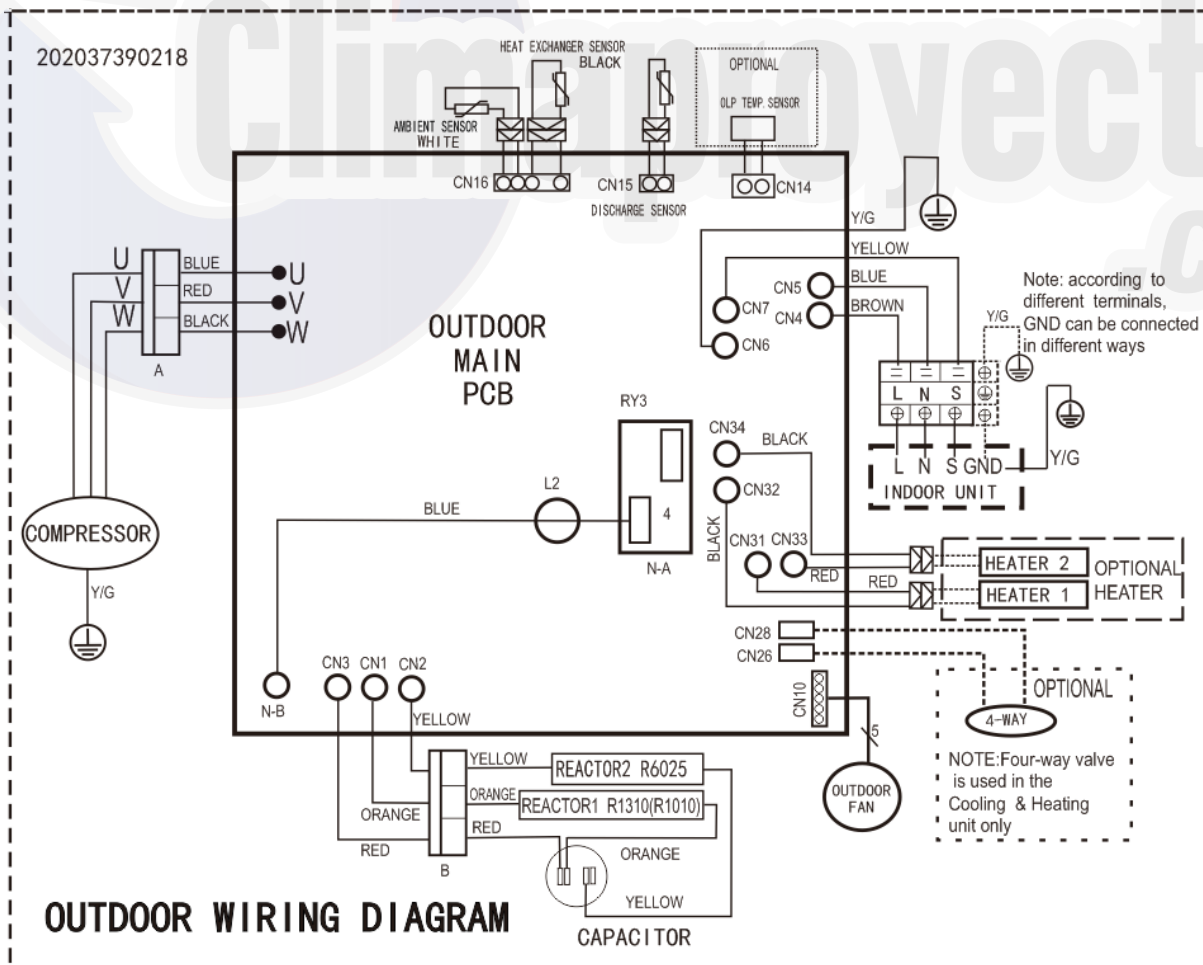 Climaproyect
.c
202037390218
HEAT EXCHANGER SENSOR
BLACK
AMBIENT SENSOR
WHITE
OPTIONAL
OLP TEMP. SENSOR
CN16
CN15
CN14
DISCHARGE SENSOR
Y/G
YELLOW
BLUE
BROWN
CN5
CN4
CN7
CN6
Note: according to
different terminals,
GND can be connected
in different ways
Y/G
U
V
W
BLUE
RED
BLACK
U
V
W
A
OUTDOOR
MAIN
PCB
L N S
L N S GND
Y/G
INDOOR UNIT
RY3
4
N-A
L2
BLUE
CN34
BLACK
CN32
BLACK
CN31
CN33
RED
RED
HEATER 2
HEATER 1
OPTIONAL
HEATER
COMPRESSOR
Y/G
CN28
CN26
CN10
5
OUTDOOR
FAN
OPTIONAL
4-WAY
NOTE:Four-way valve
is used in the
Cooling & Heating
unit only
N-B
CN3
CN1
CN2
YELLOW
ORANGE
RED
B
YELLOW
ORANGE
RED
REACTOR2 R6025
REACTOR1 R1310(R1010)
ORANGE
YELLOW
CAPACITOR
OUTDOOR WIRING DIAGRAM